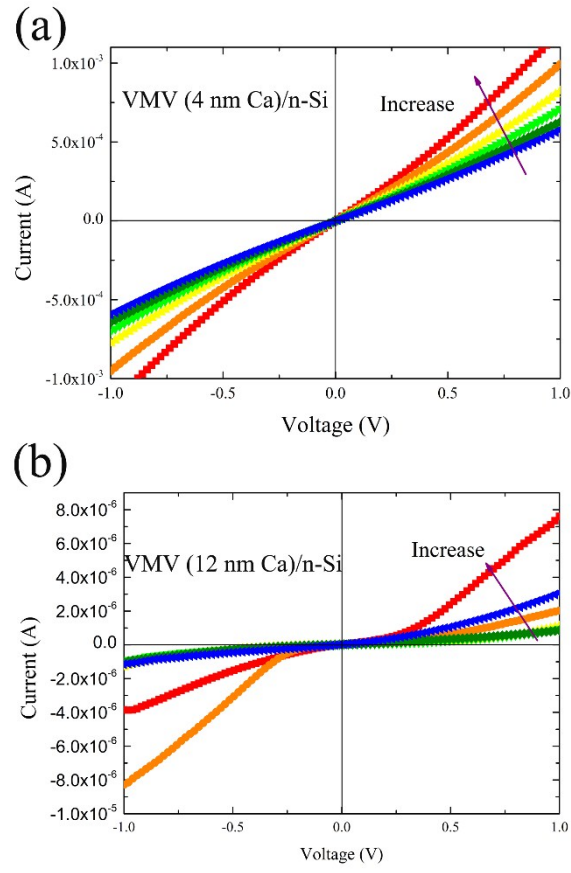 (a)
1.0x10⁻³
VMV (4 nm Ca)/n-Si
Increase
5.0x10⁻⁴
0.0
-5.0x10⁻⁴
-1.0x10⁻³
Current (A)
-1.0 -0.5 0.0 0.5 1.0
Voltage (V)
(b)
8.0x10⁻⁶
6.0x10⁻⁶
VMV (12 nm Ca)/n-Si
Increase
4.0x10⁻⁶
2.0x10⁻⁶
0.0
-2.0x10⁻⁶
-4.0x10⁻⁶
-6.0x10⁻⁶
-8.0x10⁻⁶
-1.0x10⁻⁵
Current (A)
-1.0 -0.5 0.0 0.5 1.0
Voltage (V)